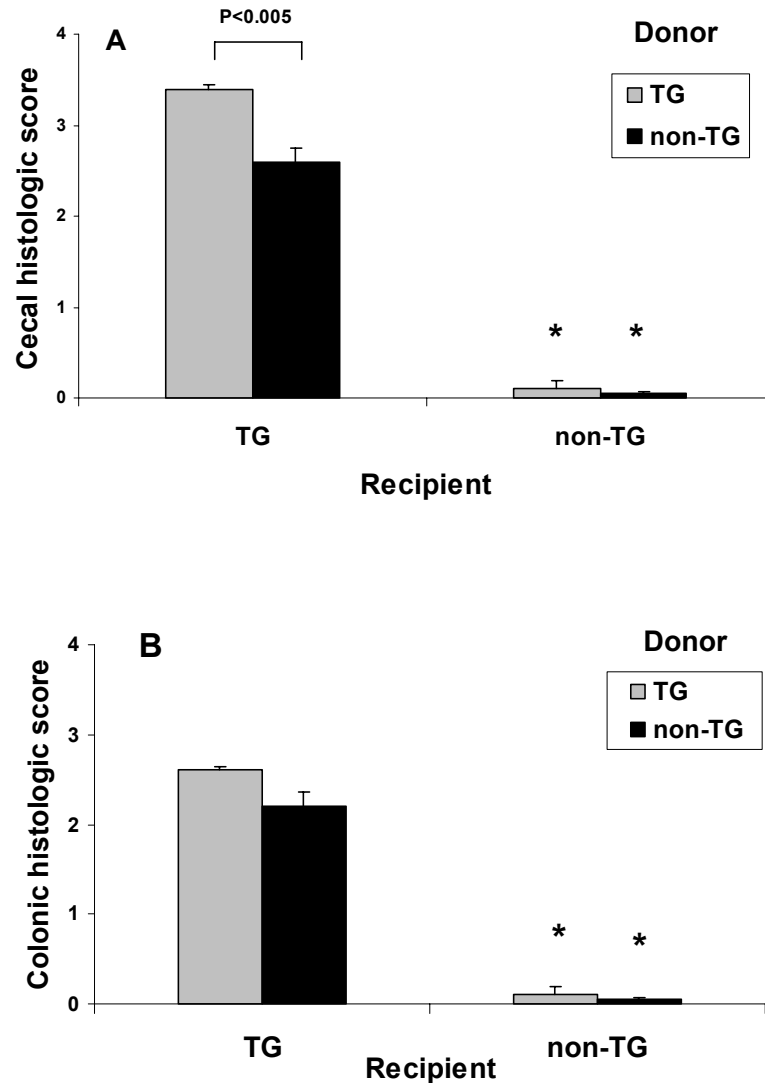 P<0.005
A
Donor
TG
non-TG
4
3
2
1
0
Cecal histologic score
* *
TG non-TG
Recipient
B
Donor
TG
non-TG
4
3
2
1
0
Colonic histologic score
* *
TG non-TG
Recipient